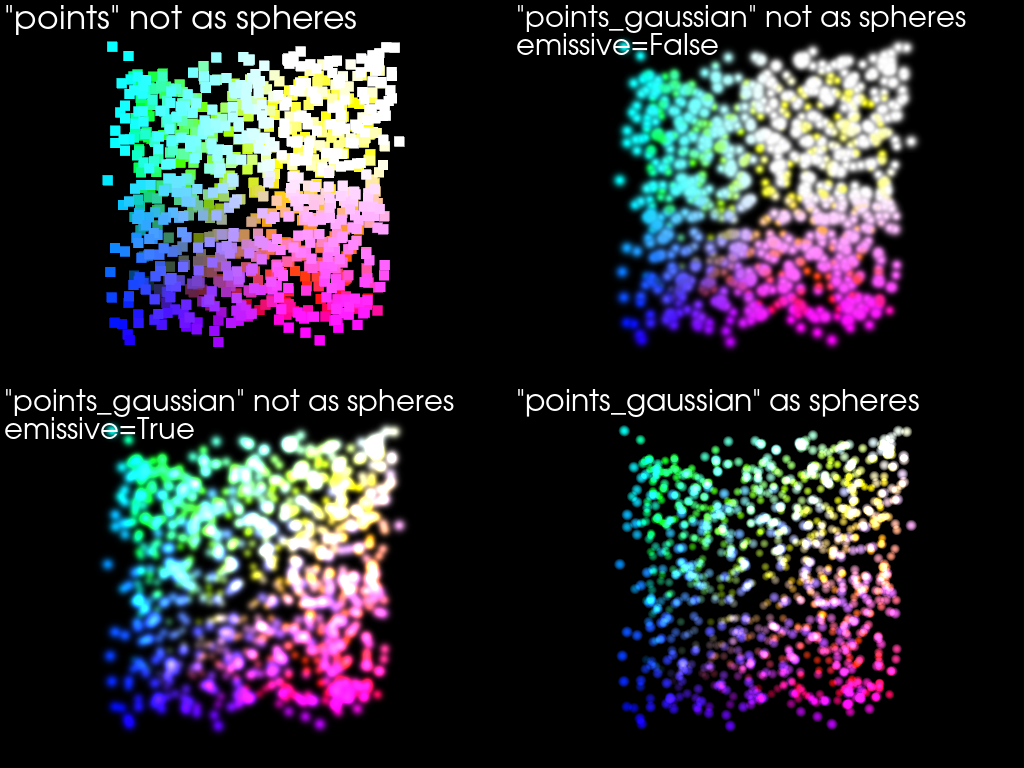 "points" not as spheres
"points_gaussian" not as spheres
emissive=False
"points_gaussian" not as spheres
emissive=True
"points_gaussian" as spheres